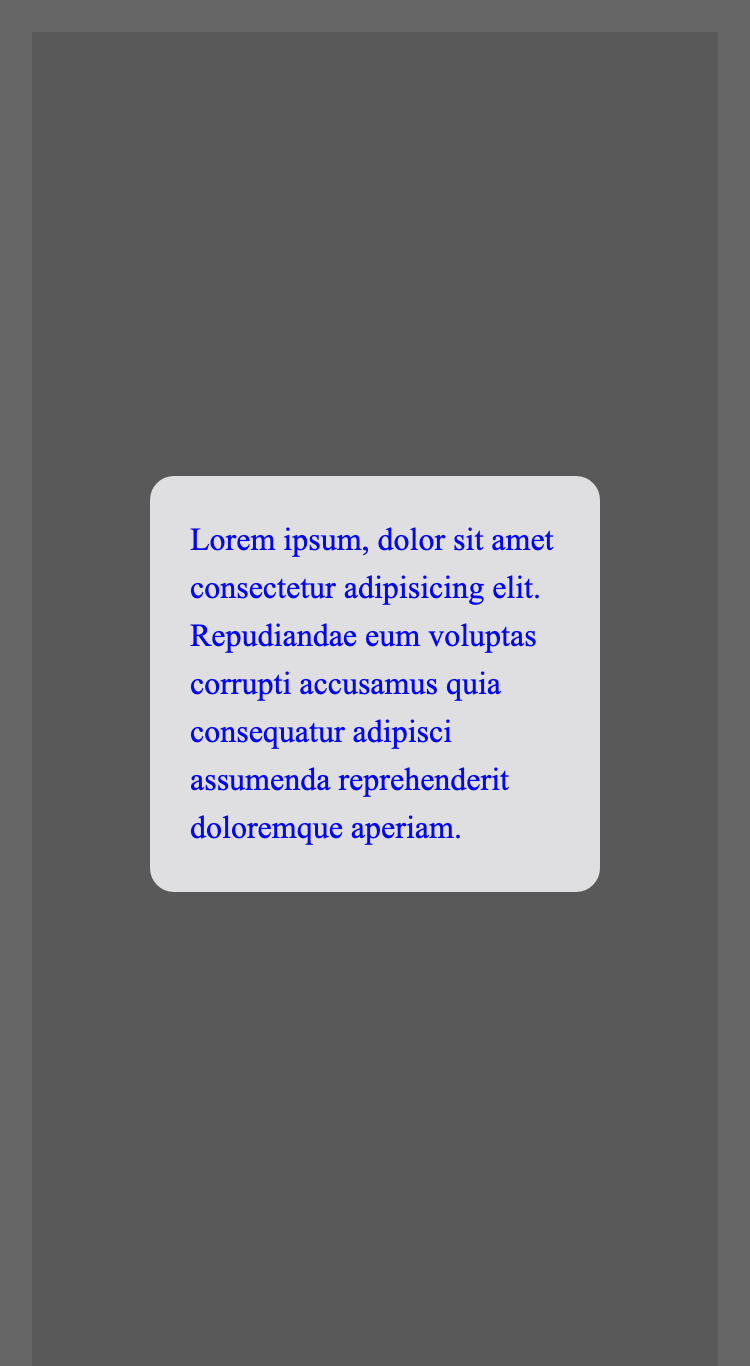 Lorem ipsum, dolor sit amet
consectetur adipisicing elit.
Repudiandae eum voluptas
corrupti accusamus quia
consequatur adipisci
assumenda reprehenderit
doloremque aperiam.